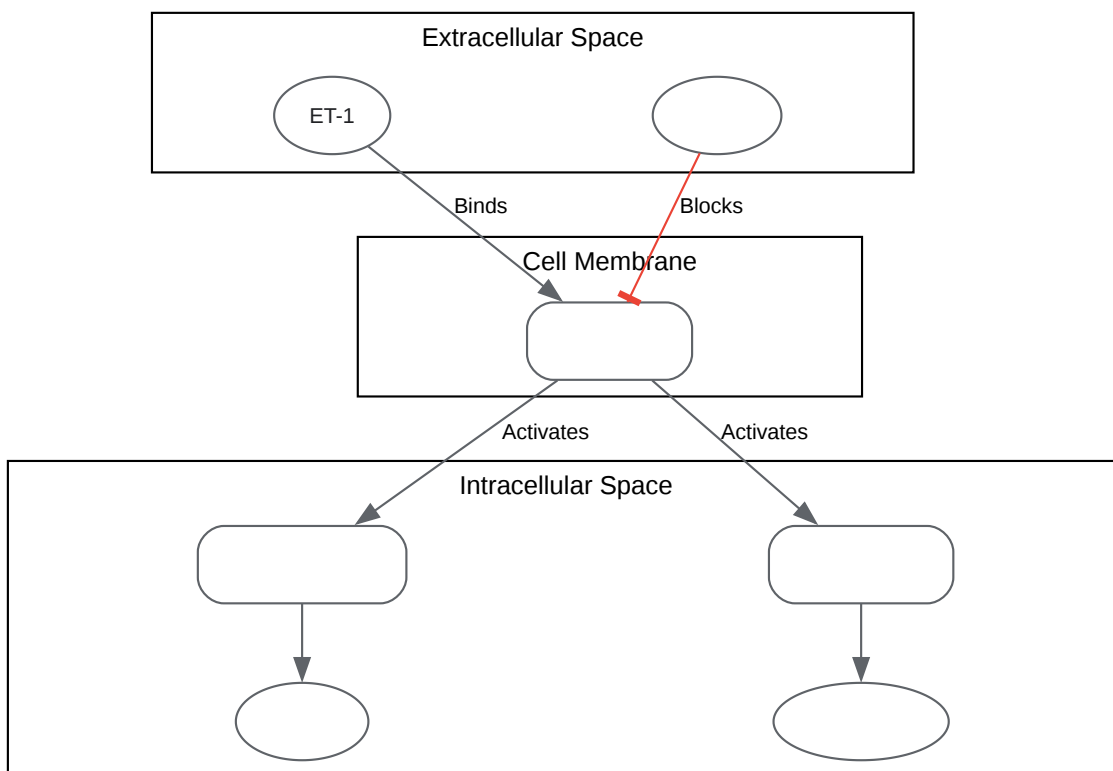 Extracellular Space
ET-1
Binds
Blocks
Cell Membrane
Activates
Activates
Intracellular Space